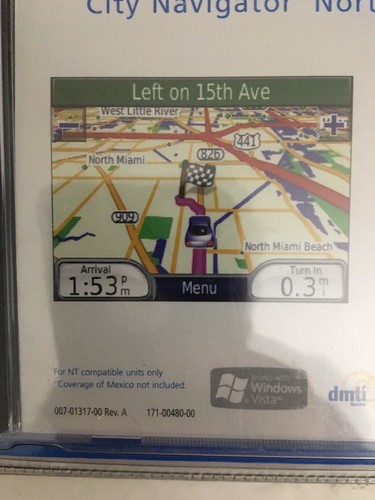 City Navigator Nort
Left on 15th Ave
West Little River
441
826
North Miami
909
North Miami Beach
Arrival
1:53 pm
Menu
Turn In
0.3 mi
For NT compatible units only
*Coverage of Mexico not included.
Works with
Windows
Vista™
dmti
007-01317-00 Rev. A 171-00480-00